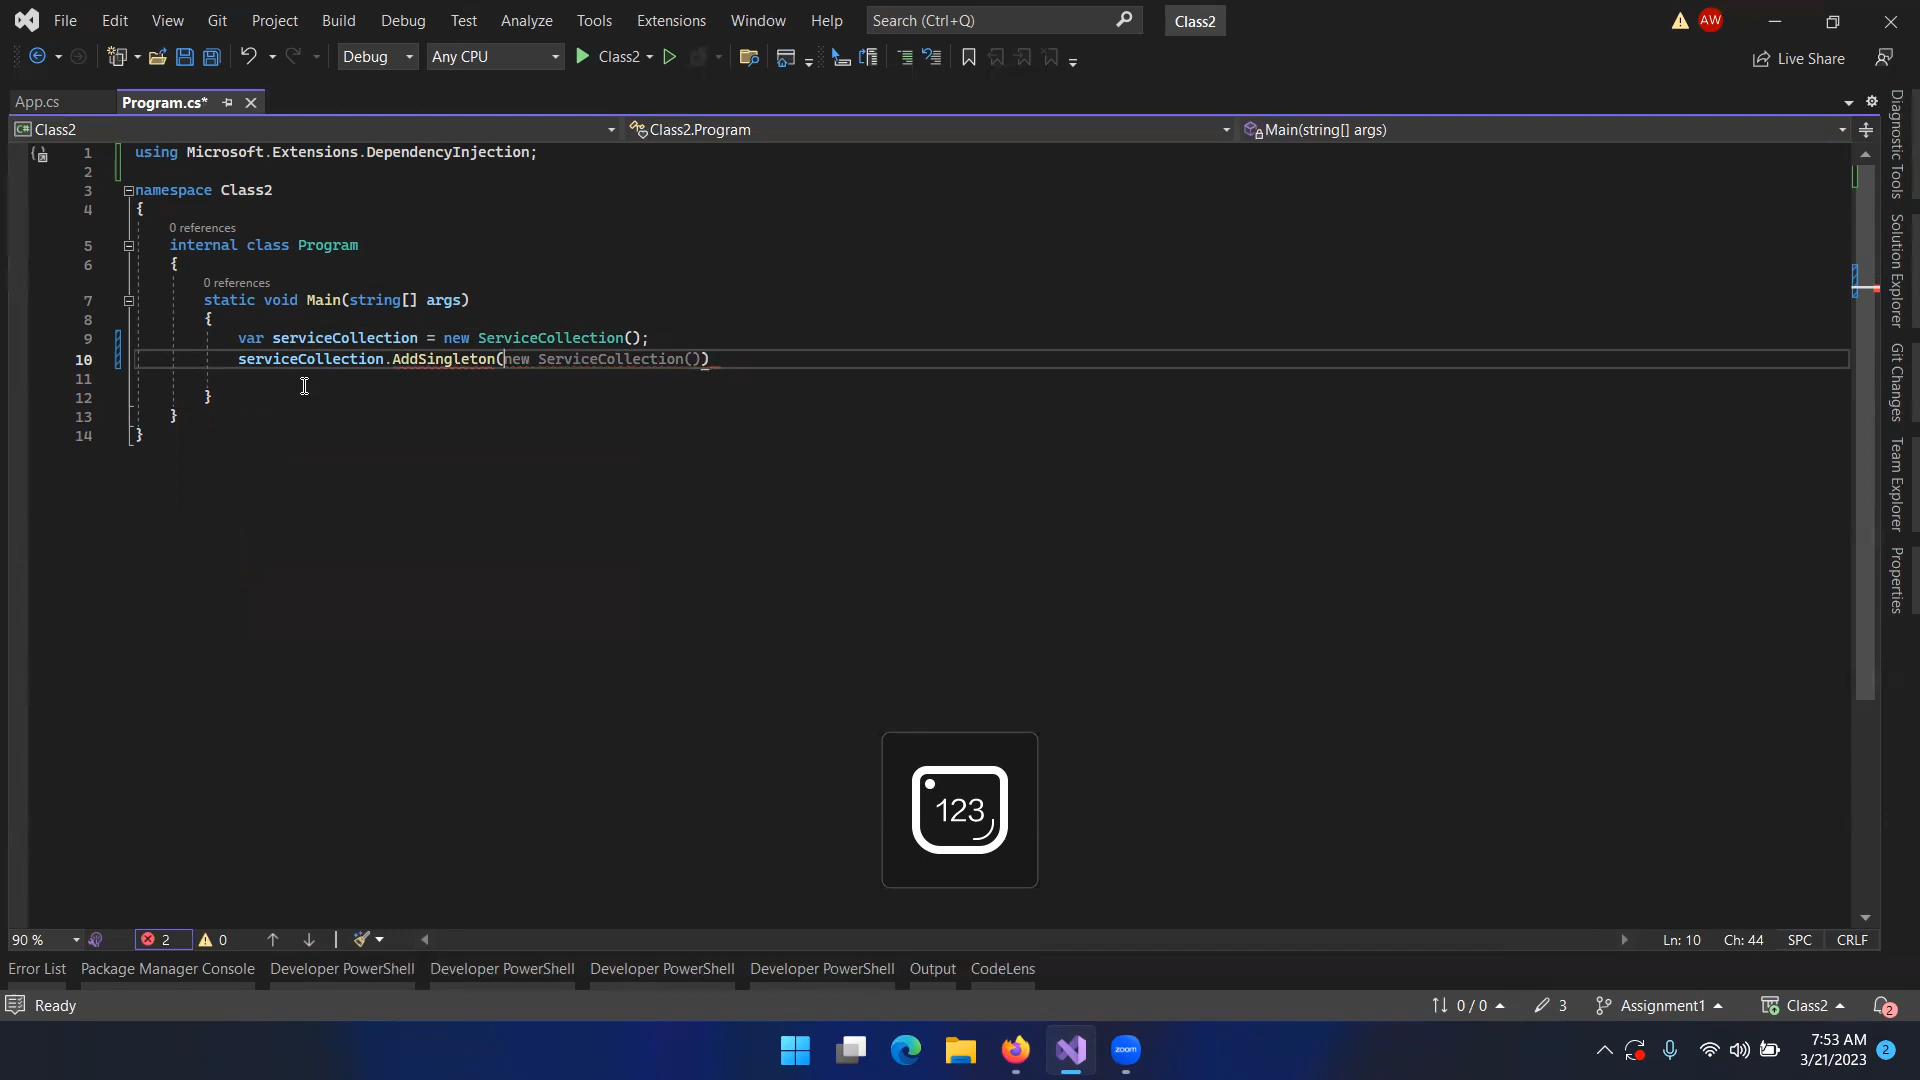 File Edit View Git Project Build Debug Test Analyze Tools Extensions Window Help Search (Ctrl+Q) Class2 AW
Debug Any CPU Class2 Live Share
App.cs Program.cs*
Class2 Class2.Program Main(string[] args)
1 using Microsoft.Extensions.DependencyInjection;
2
3 namespace Class2
4 {
0 references
5 internal class Program
6 {
0 references
7 static void Main(string[] args)
8 {
9 var serviceCollection = new ServiceCollection();
10 serviceCollection.AddSingleton(new ServiceCollection())
11
12 }
13 }
14 }
Diagnostic Tools
Solution Explorer
Git Changes
Team Explorer
Properties
123
90 % 2 0 Ln: 10 Ch: 44 SPC CRLF
Error List Package Manager Console Developer PowerShell Developer PowerShell Developer PowerShell Developer PowerShell Output CodeLens
Ready 0 / 0 3 Assignment1 Class2 2
zoom
7:53 AM
3/21/2023 2